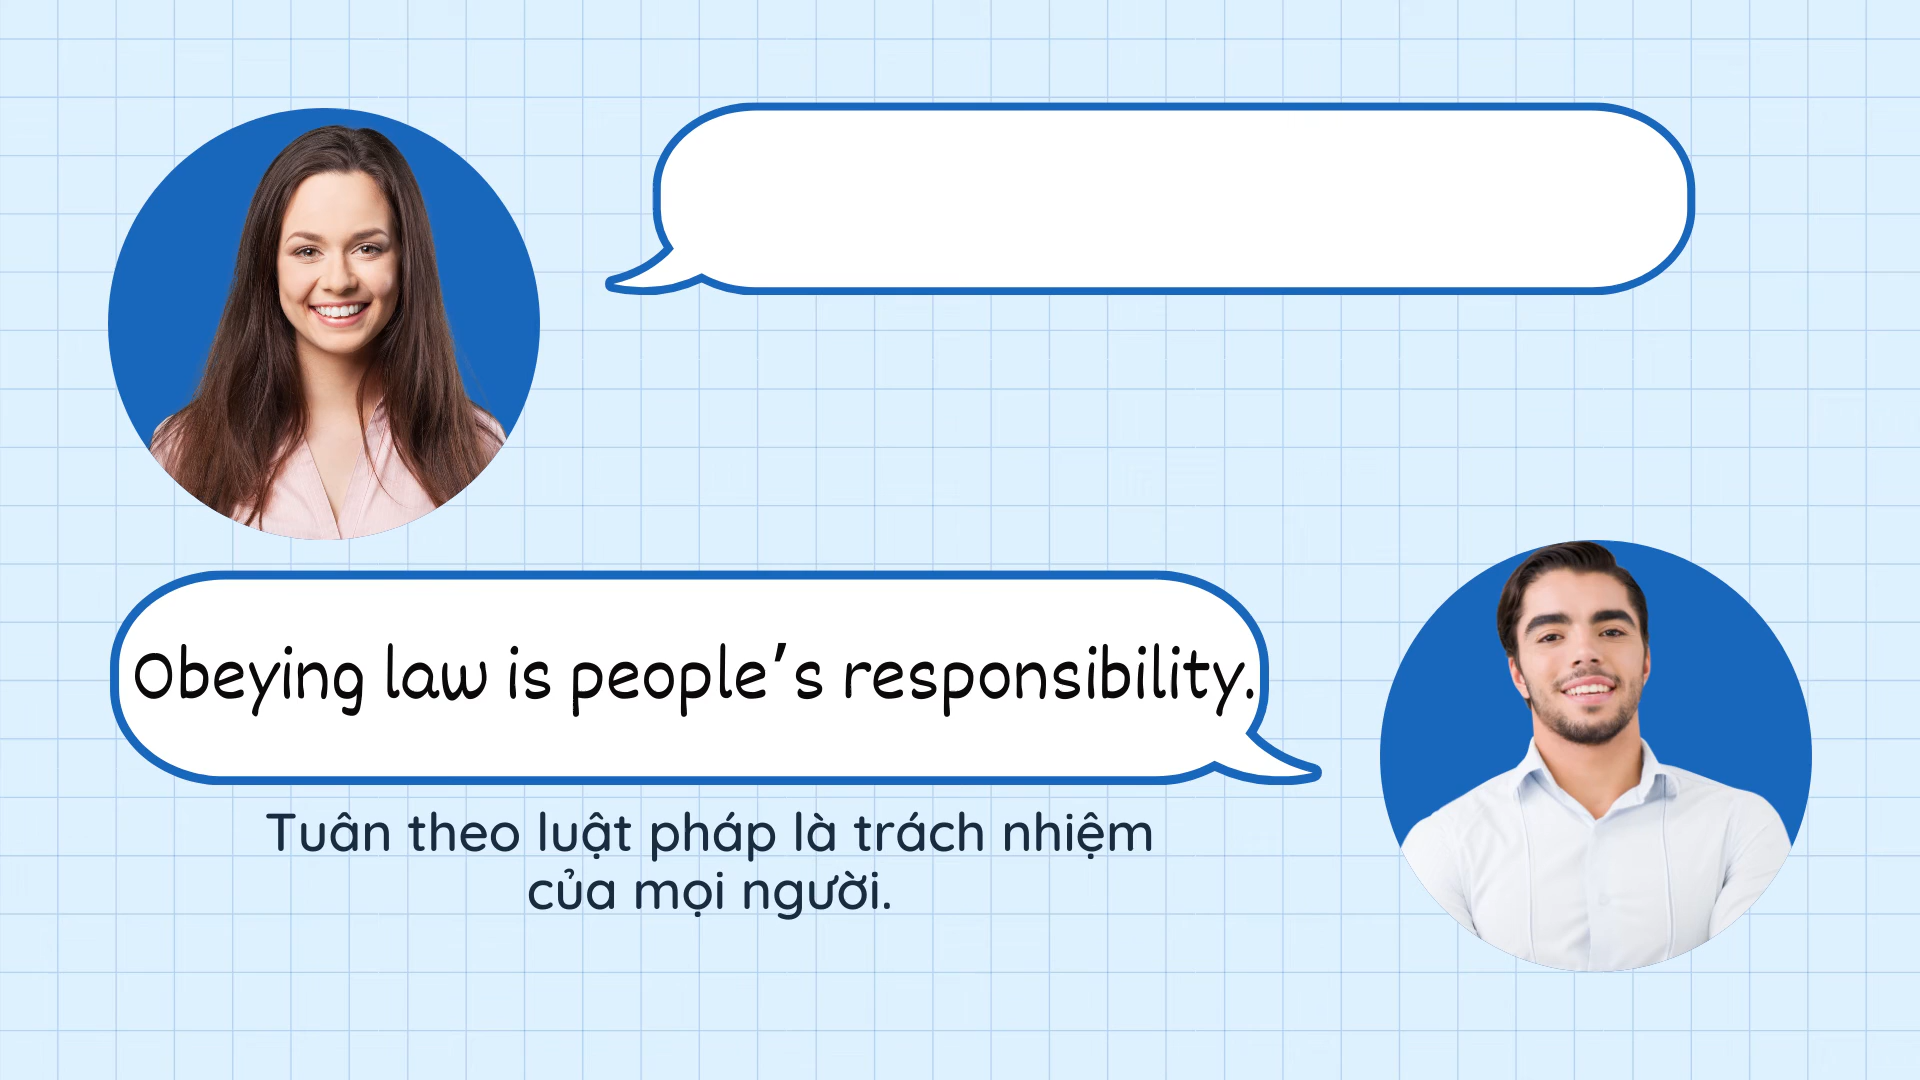 Obeying law is people's responsibility.
Tuân theo luật pháp là trách nhiệm
của mọi người.